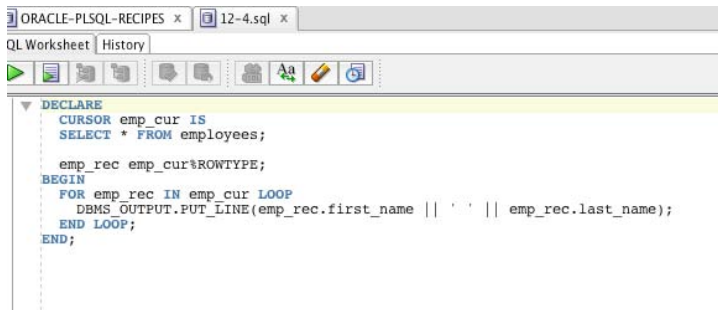 ORACLE-PLSQL-RECIPES x 12-4.sql x
QL Worksheet History
DECLARE
CURSOR emp_cur IS
SELECT * FROM employees;
emp_rec emp_cur%ROWTYPE;
BEGIN
FOR emp_rec IN emp_cur LOOP
DBMS_OUTPUT.PUT_LINE(emp_rec.first_name || ' ' || emp_rec.last_name);
END LOOP;
END;